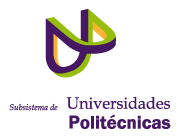 Subsistema de Universidades
Politécnicas